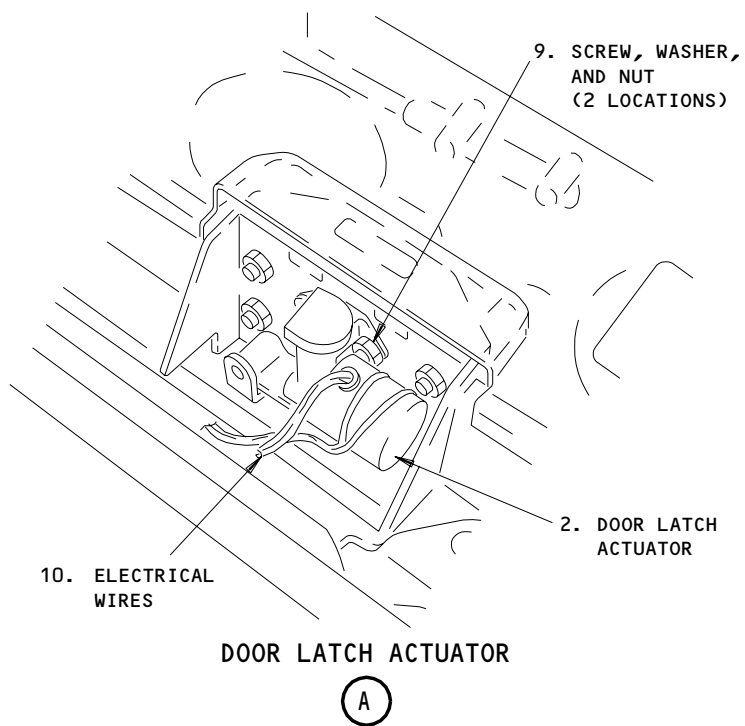 9. SCREW, WASHER,
AND NUT
(2 LOCATIONS)
2. DOOR LATCH
ACTUATOR
10. ELECTRICAL
WIRES
DOOR LATCH ACTUATOR
A